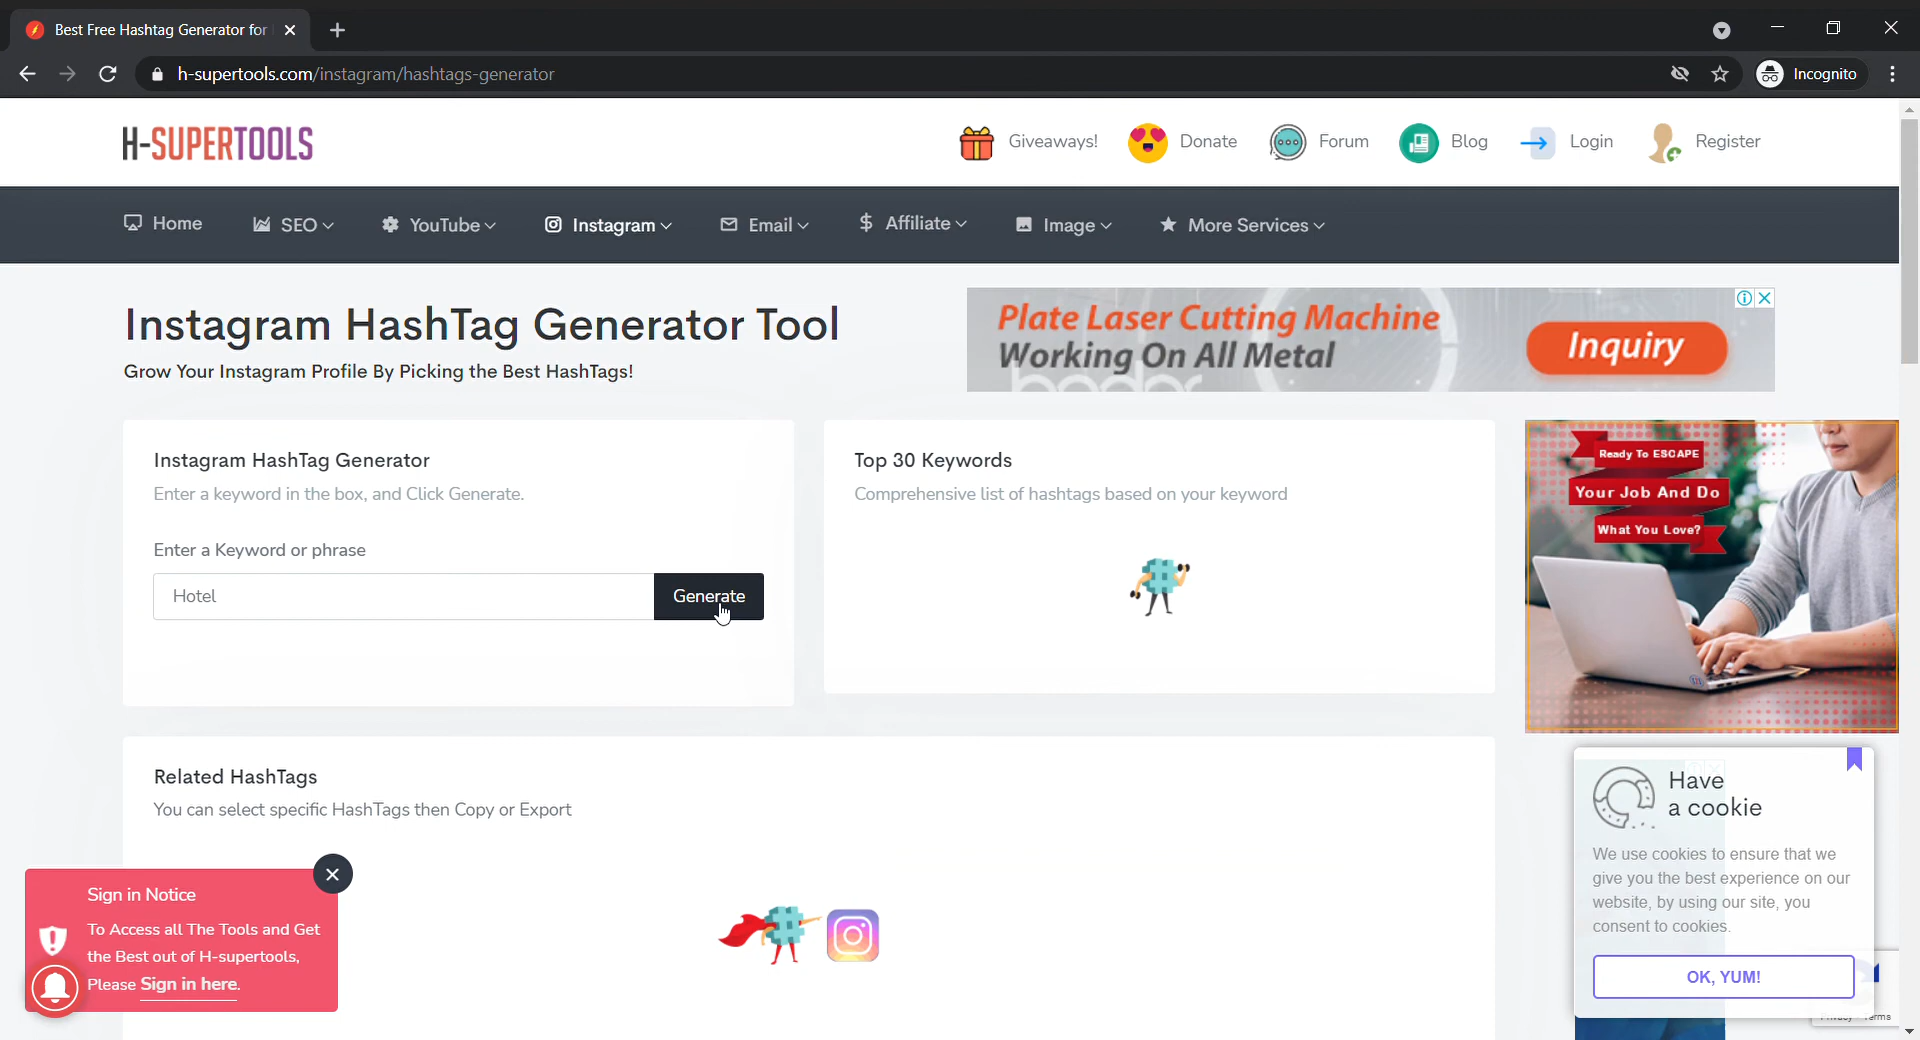 Best Free Hashtag Generator for
h-supertools.com/instagram/hashtags-generator
Incognito
H-SUPERTOOLS
Giveaways!
Donate
Forum
Blog
Login
Register
Home
SEO
YouTube
Instagram
Email
Affiliate
Image
More Services
Instagram HashTag Generator Tool
Grow Your Instagram Profile By Picking the Best HashTags!
Plate Laser Cutting Machine
Working On All Metal
Inquiry
Instagram HashTag Generator
Enter a keyword in the box, and Click Generate.
Enter a Keyword or phrase
Hotel
Generate
Top 30 Keywords
Comprehensive list of hashtags based on your keyword
Ready To ESCAPE
Your Job And Do
What You Love?
Related HashTags
You can select specific HashTags then Copy or Export
Sign in Notice
To Access all The Tools and Get
the Best out of H-supertools,
Please Sign in here.
Have
a cookie
We use cookies to ensure that we
give you the best experience on our
website, by using our site, you
consent to cookies.
OK, YUM!